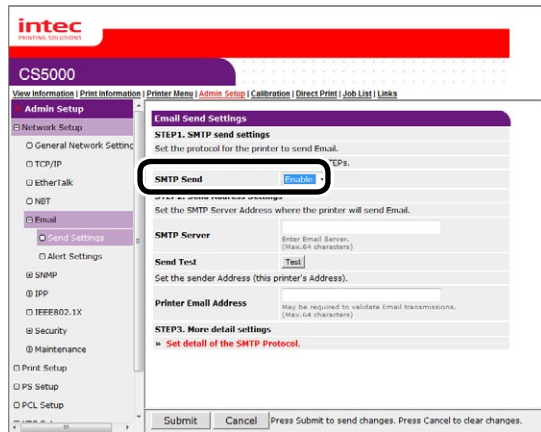 intec
PRINTING SOLUTIONS
CS5000
View Information | Print Information | Printer Menu | Admin Setup | Calibration | Direct Print | Job List | Links
Admin Setup
Network Setup
General Network Setting
TCP/IP
EtherTalk
NBT
Email
Send Settings
Alert Settings
SNMP
IPP
IEEE802.1X
Security
Maintenance
Print Setup
PS Setup
PCL Setup
Email Send Settings
STEP1. SMTP send settings
Set the protocol for the printer to send Email.
TEPs.
SMTP Send Enable
STEP2. Send Address Settings
Set the SMTP Server Address where the printer will send Email.
SMTP Server
Enter Email Server.
(Max.64 characters)
Send Test Test
Set the sender Address (this printer's Address).
Printer Email Address
May be required to validate Email transmissions.
(Max.64 characters)
STEP3. More detail settings
» Set detail of the SMTP Protocol.
Submit Cancel Press Submit to send changes. Press Cancel to clear changes.